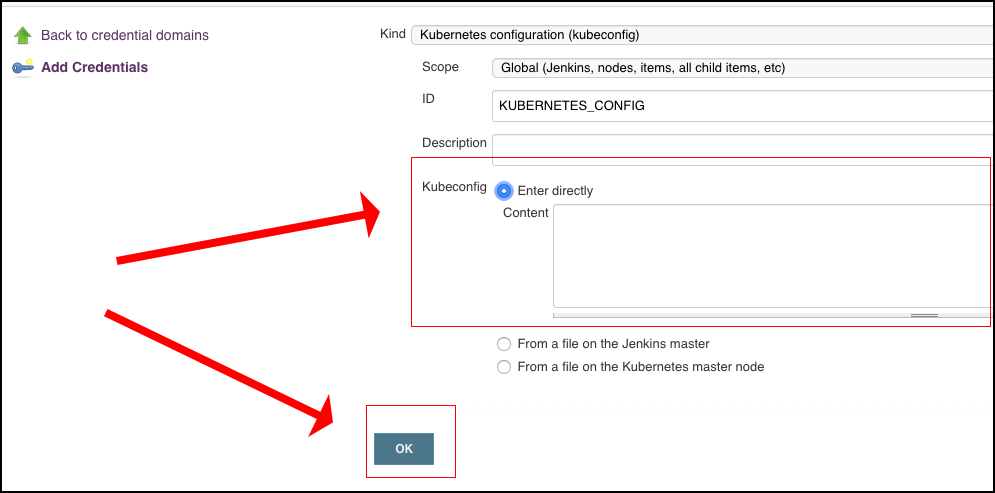 Back to credential domains
Add Credentials
Kind Kubernetes configuration (kubeconfig)
Scope Global (Jenkins, nodes, items, all child items, etc)
ID KUBERNETES_CONFIG
Description
Kubeconfig Enter directly
Content
From a file on the Jenkins master
From a file on the Kubernetes master node
OK